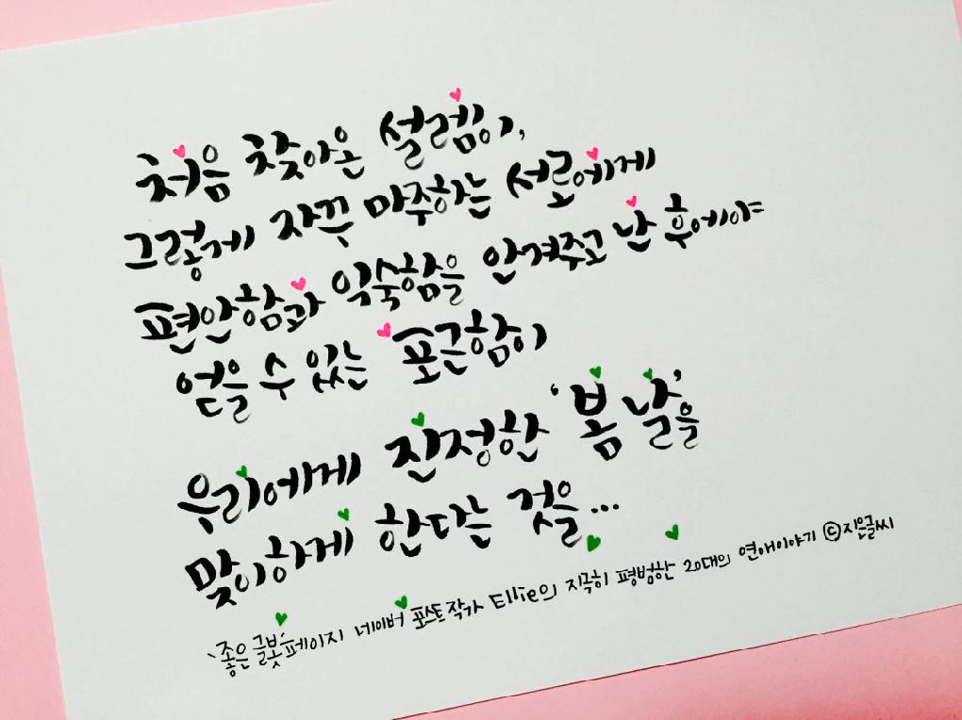 처음 찾아온 설레임이,
그렇게 자꾸 마주하는 서로에게
편안함과 익숙함을 안겨주고 난 후에야
얻을 수 있는 포근함이
우리에게 진정한 '봄날'을
맞이하게 한다는 것을...
'좋은글봇'페이지 네이버 포스트작가 Ellie의 지극히 평범한 20대의 연애이야기 ©지은글씨